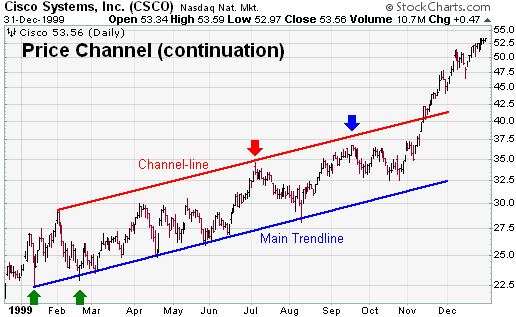 Cisco Systems, Inc. (CSCO) Nasdaq Nat. Mkt. © StockCharts.com
31-Dec-1999 Open 53.34 High 53.59 Low 52.97 Close 53.56 Volume 10.7M Chg +0.47
Cisco 53.56 (Daily)
Price Channel (continuation)
55.0
52.5
50.0
47.5
45.0
42.5
40.0
37.5
35.0
Channel-line
32.5
30.0
Main Trendline
27.5
25.0
22.5
1999 Feb Mar Apr May Jun Jul Aug Sep Oct Nov Dec